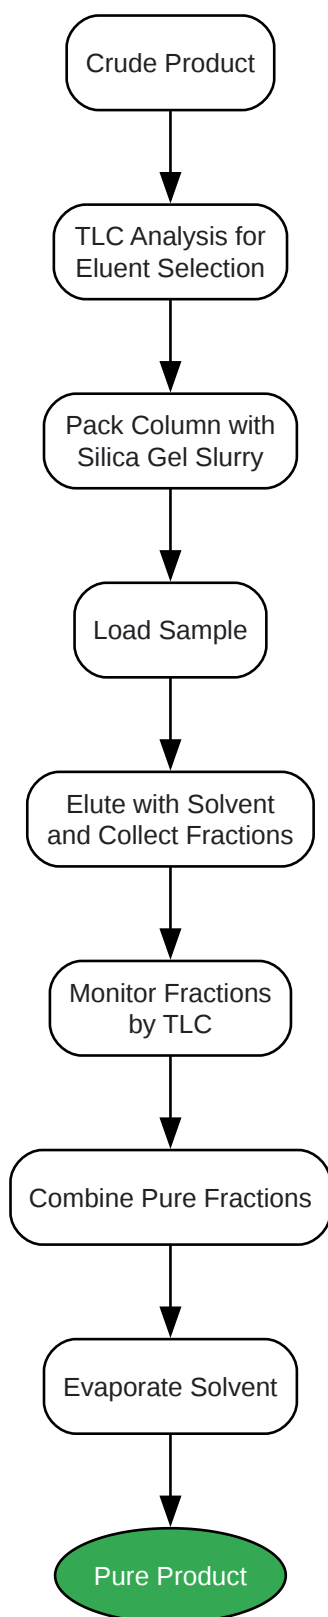 Crude Product
TLC Analysis for
Eluent Selection
Pack Column with
Silica Gel Slurry
Load Sample
Elute with Solvent
and Collect Fractions
Monitor Fractions
by TLC
Combine Pure Fractions
Evaporate Solvent
Pure Product